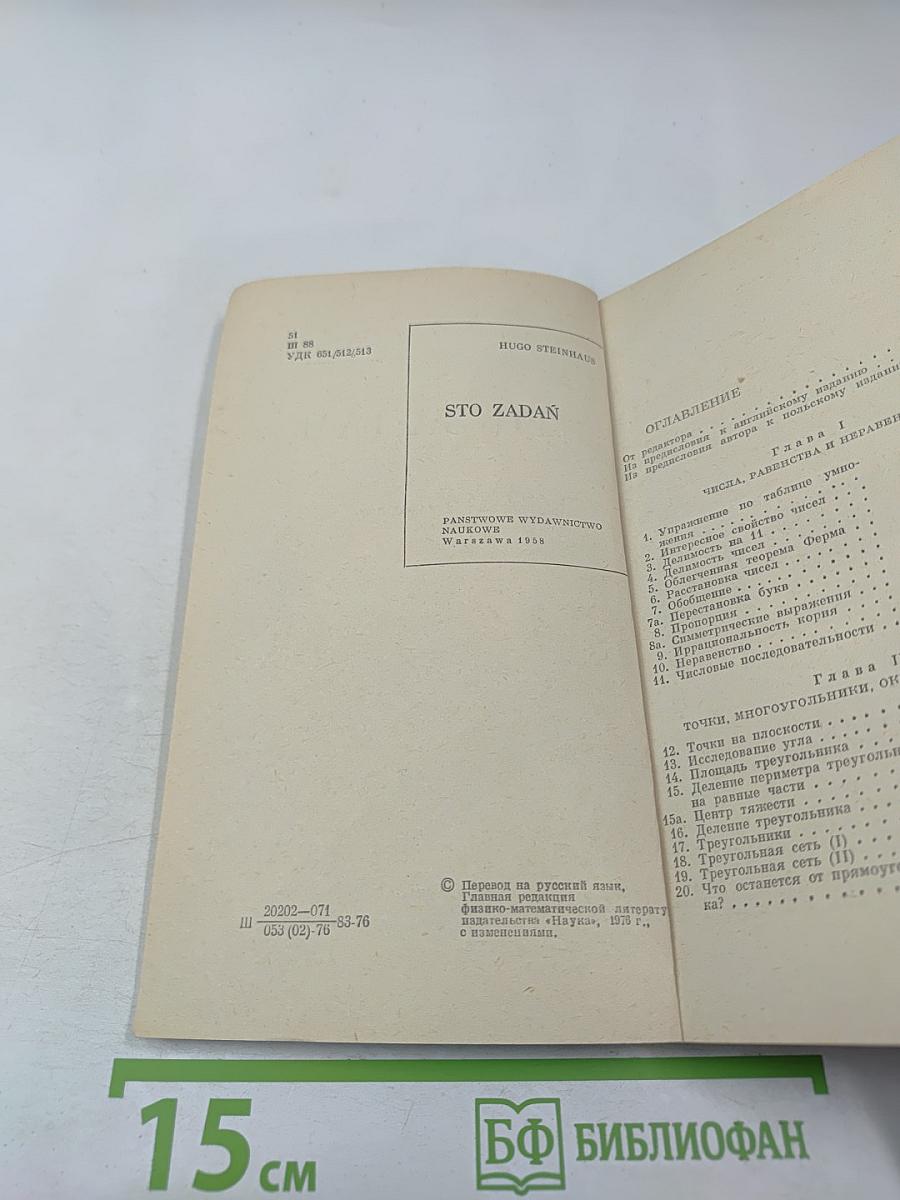 51
Ш 88
УДК 651/512/513
HUGO STEINHAUS
STO ZADAŃ
PANSTWOWE WYDAWNICTWO
NAUKOWE
Warszawa 1958
Ш 20202—071
053 (02)-76 83-76
© Перевод на русский язык,
Главная редакция
физико-математической литерату
издательства «Наука», 1976 г.,
с изменениями.
ОГЛАВЛЕНИЕ
От редактора . . . . . . . . . . . .
Из предисловия к английскому изданию . .
Из предисловия автора к польскому издани
Глава I
ЧИСЛА, РАВЕНСТВА И НЕРАВЕН
1. Упражнение по таблице умно-
жения . . . . . . . . . .
2. Интересное свойство чисел . . .
3. Делимость на 11 . . . . . . .
4. Делимость чисел . . . . . . .
5. Облегченная теорема Ферма . .
6. Расстановка чисел . . . . . .
7. Обобщение . . . . . . . . .
7а. Перестановка букв . . . . . .
8. Пропорция . . . . . . . . .
8а. Симметрические выражения . . .
9. Иррациональность корня . . . .
10. Неравенство . . . . . . . . .
11. Числовые последовательности . .
Глава I
ТОЧКИ, МНОГОУГОЛЬНИКИ, ОК
12. Точки на плоскости . . . . . .
13. Исследование угла . . . . . .
14. Площадь треугольника . . . .
15. Деление периметра треугольн
на равные части . . . . . . .
15а. Центр тяжести . . . . . . . .
16. Деление треугольника . . . .
17. Треугольники . . . . . . . .
18. Треугольная сеть (I) . . . . .
19. Треугольная сеть (II) . . . . .
20. Что останется от прямоуго
ка? . . . . . . . . . . . .
15 см
БФ БИБЛИОФАН